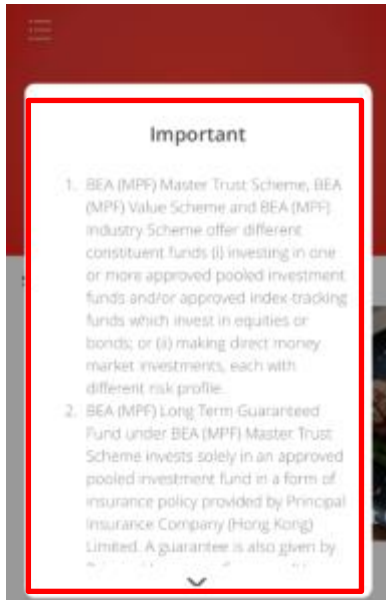 Important
1. BEA (MPF) Master Trust Scheme, BEA
(MPF) Value Scheme and BEA (MPF)
Industry Scheme offer different
constituent funds (i) investing in one
or more approved pooled investment
funds and/or approved index-tracking
funds which invest in equities or
bonds; or (ii) making direct money
market investments, each with
different risk profile.
2. BEA (MPF) Long Term Guaranteed
Fund under BEA (MPF) Master Trust
Scheme invests solely in an approved
pooled investment fund in a form of
insurance policy provided by Principal
Insurance Company (Hong Kong)
Limited. A guarantee is also given by